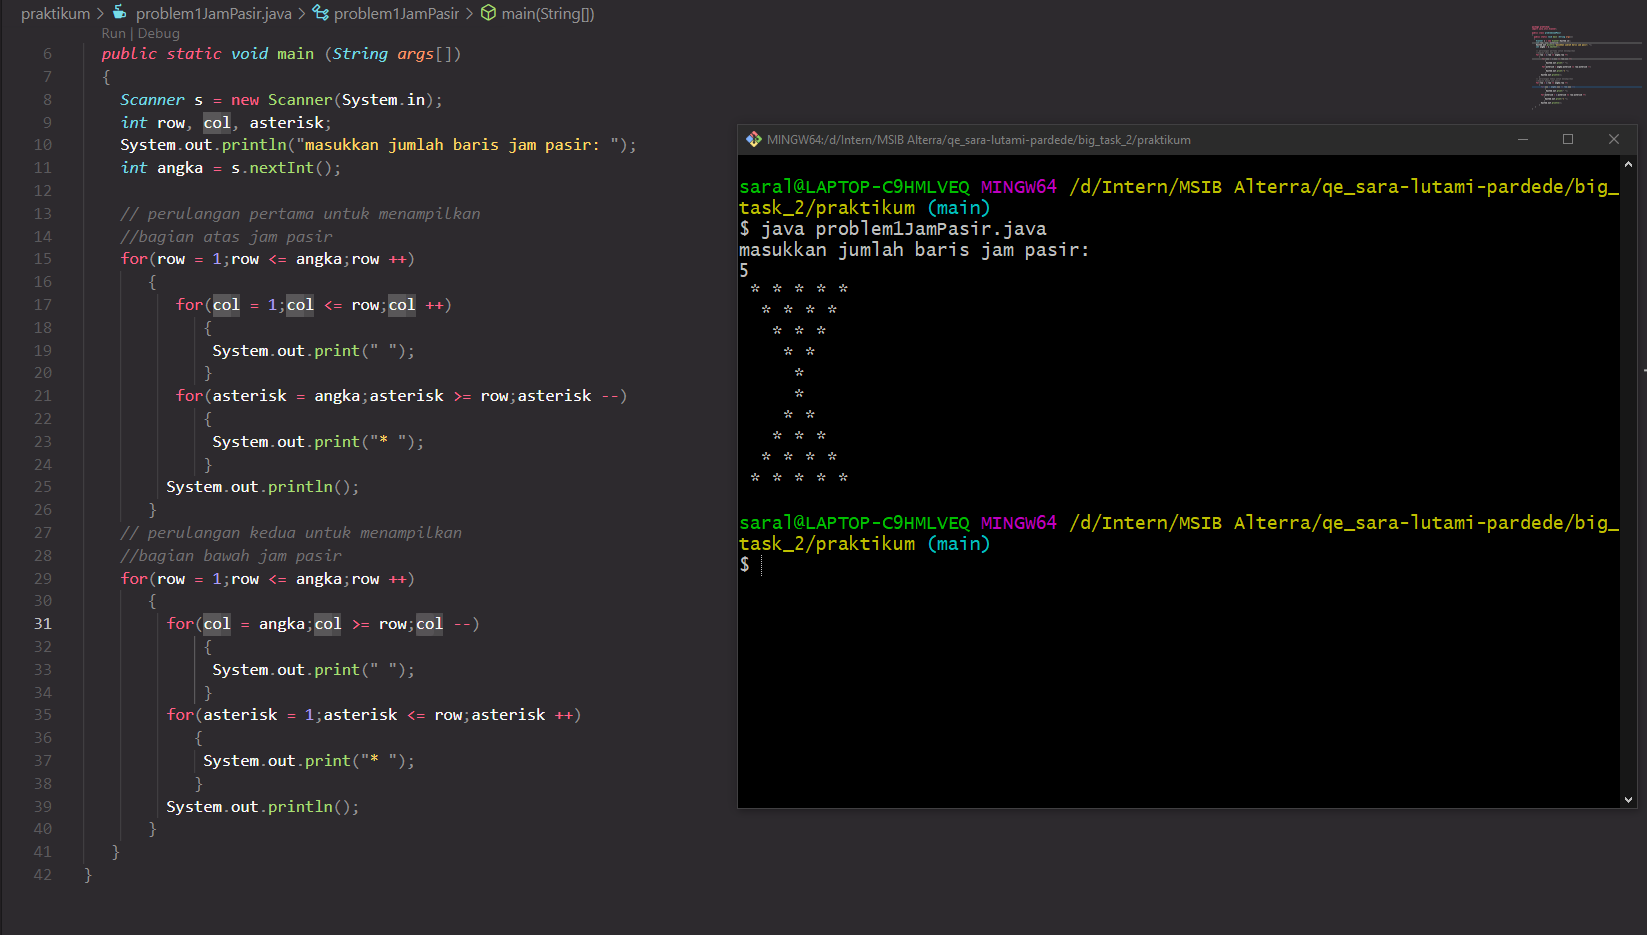 praktikum > problem1JamPasir.java > problem1JamPasir > main(String[])
Run | Debug
6 public static void main (String args[])
7 {
8 Scanner s = new Scanner(System.in);
9 int row, col, asterisk;
10 System.out.println("masukkan jumlah baris jam pasir: ");
11 int angka = s.nextInt();
12
13 // perulangan pertama untuk menampilkan
14 //bagian atas jam pasir
15 for(row = 1;row <= angka;row ++)
16 {
17 for(col = 1;col <= row;col ++)
18 {
19 System.out.print(" ");
20 }
21 for(asterisk = angka;asterisk >= row;asterisk --)
22 {
23 System.out.print("* ");
24 }
25 System.out.println();
26 }
27 // perulangan kedua untuk menampilkan
28 //bagian bawah jam pasir
29 for(row = 1;row <= angka;row ++)
30 {
31 for(col = angka;col >= row;col --)
32 {
33 System.out.print(" ");
34 }
35 for(asterisk = 1;asterisk <= row;asterisk ++)
36 {
37 System.out.print("* ");
38 }
39 System.out.println();
40 }
41 }
42 }
MINGW64:/d/Intern/MSIB Alterra/qe_sara-lutami-pardede/big_task_2/praktikum
saral@LAPTOP-C9HMLVEQ MINGW64 /d/Intern/MSIB Alterra/qe_sara-lutami-pardede/big_
task_2/praktikum (main)
$ java problem1JamPasir.java
masukkan jumlah baris jam pasir:
5
 * * * * *
  * * * *
   * * *
    * *
     *
     *
    * *
   * * *
  * * * *
 * * * * *
saral@LAPTOP-C9HMLVEQ MINGW64 /d/Intern/MSIB Alterra/qe_sara-lutami-pardede/big_
task_2/praktikum (main)
$